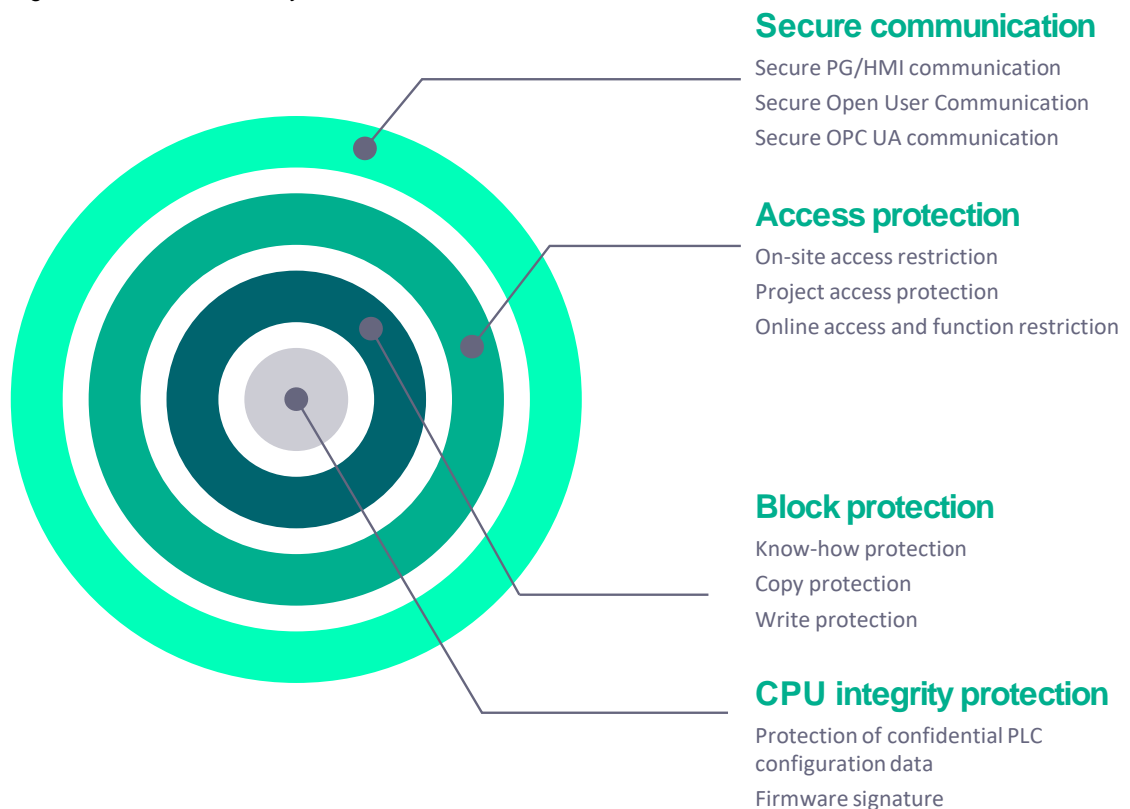 Secure communication
Secure PG/HMI communication
Secure Open User Communication
Secure OPC UA communication
Access protection
On-site access restriction
Project access protection
Online access and function restriction
Block protection
Know-how protection
Copy protection
Write protection
CPU integrity protection
Protection of confidential PLC
configuration data
Firmware signature